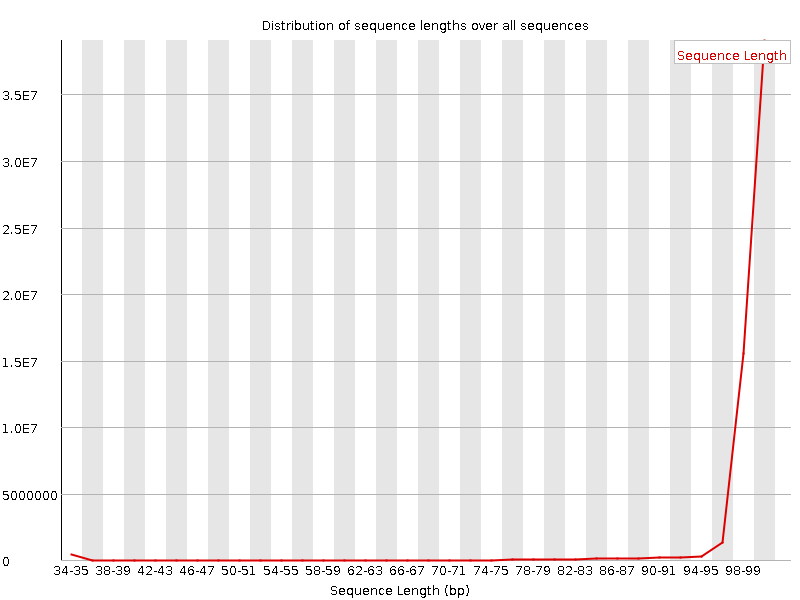 Distribution of sequence lengths over all sequences
Sequence Length
3.5E7
3.0E7
2.5E7
2.0E7
1.5E7
1.0E7
5000000
0
34-35 38-39 42-43 46-47 50-51 54-55 58-59 62-63 66-67 70-71 74-75 78-79 82-83 86-87 90-91 94-95 98-99
Sequence Length (bp)